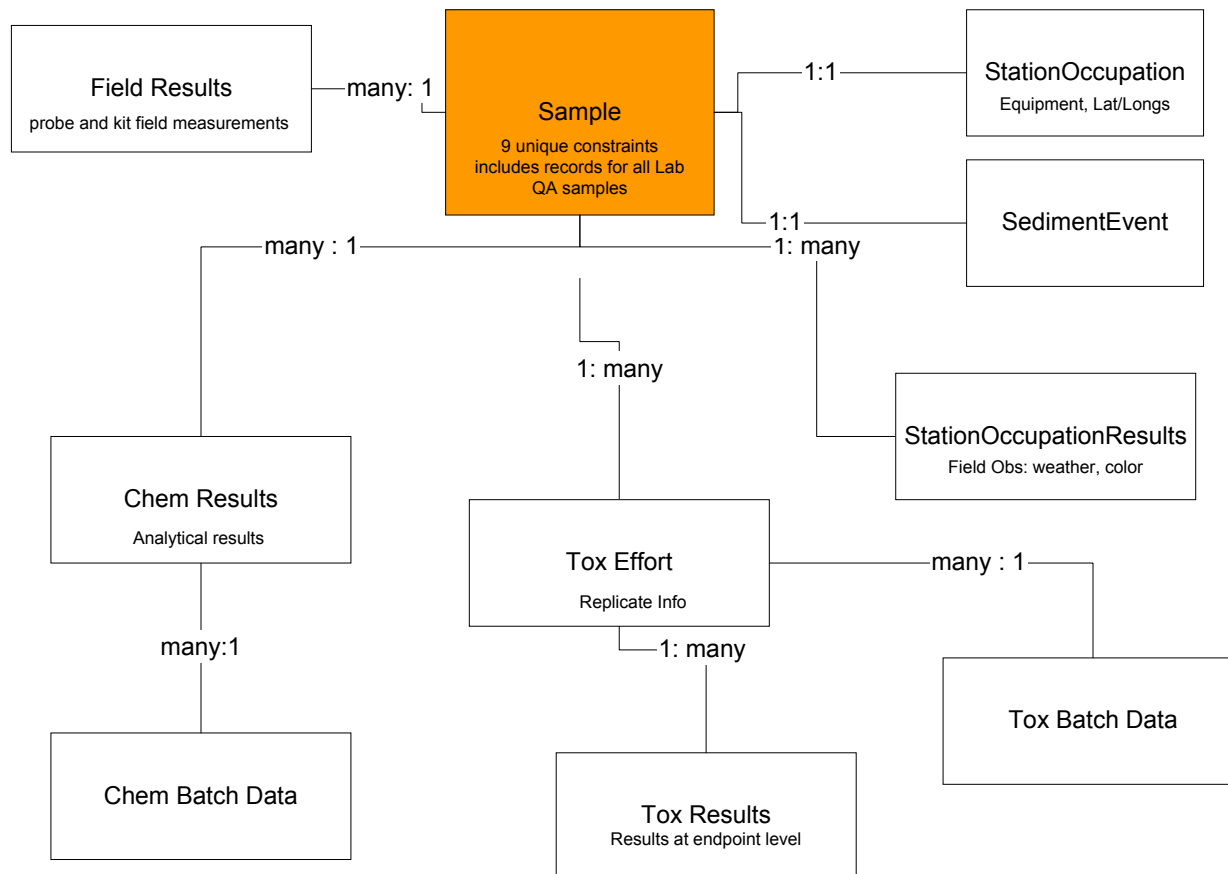 Field Results
probe and kit field measurements
many: 1
Sample
9 unique constraints
includes records for all Lab
QA samples
1:1
StationOccupation
Equipment, Lat/Longs
1:1
SedimentEvent
many : 1
1: many
1: many
StationOccupationResults
Field Obs: weather, color
Chem Results
Analytical results
Tox Effort
Replicate Info
many : 1
many:1
1: many
Tox Batch Data
Chem Batch Data
Tox Results
Results at endpoint level